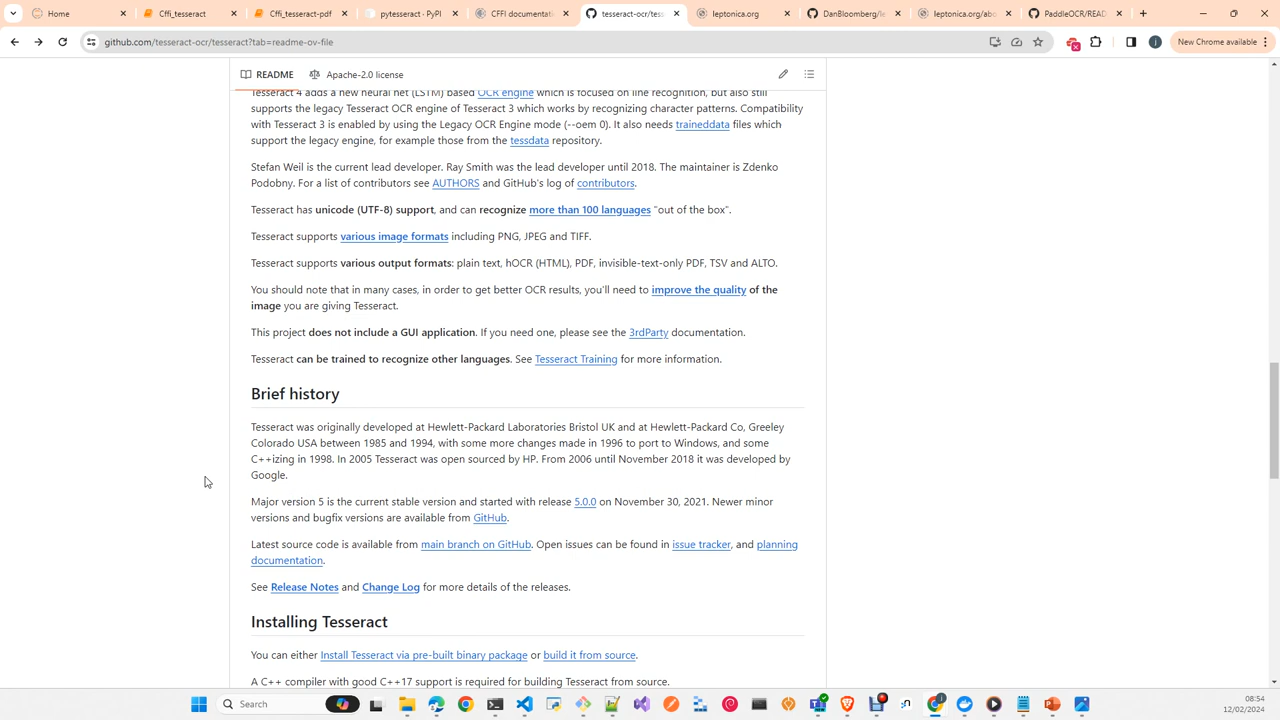 Home
Cffi_tesseract
Cffi_tesseract-pdf
pytesseract · PyPI
CFFI documentati
tesseract-ocr/tess
leptonica.org
DanBloomberg/le
leptonica.org/abo
PaddleOCR/READ
github.com/tesseract-ocr/tesseract?tab=readme-ov-file
New Chrome available
README
Apache-2.0 license
Tesseract 4 adds a new neural net (LSTM) based OCR engine which is focused on line recognition, but also still
supports the legacy Tesseract OCR engine of Tesseract 3 which works by recognizing character patterns. Compatibility
with Tesseract 3 is enabled by using the Legacy OCR Engine mode (--oem 0). It also needs traineddata files which
support the legacy engine, for example those from the tessdata repository.
Stefan Weil is the current lead developer. Ray Smith was the lead developer until 2018. The maintainer is Zdenko
Podobny. For a list of contributors see AUTHORS and GitHub's log of contributors.
Tesseract has unicode (UTF-8) support, and can recognize more than 100 languages "out of the box".
Tesseract supports various image formats including PNG, JPEG and TIFF.
Tesseract supports various output formats: plain text, hOCR (HTML), PDF, invisible-text-only PDF, TSV and ALTO.
You should note that in many cases, in order to get better OCR results, you'll need to improve the quality of the
image you are giving Tesseract.
This project does not include a GUI application. If you need one, please see the 3rdParty documentation.
Tesseract can be trained to recognize other languages. See Tesseract Training for more information.
Brief history
Tesseract was originally developed at Hewlett-Packard Laboratories Bristol UK and at Hewlett-Packard Co, Greeley
Colorado USA between 1985 and 1994, with some more changes made in 1996 to port to Windows, and some
C++izing in 1998. In 2005 Tesseract was open sourced by HP. From 2006 until November 2018 it was developed by
Google.
Major version 5 is the current stable version and started with release 5.0.0 on November 30, 2021. Newer minor
versions and bugfix versions are available from GitHub.
Latest source code is available from main branch on GitHub. Open issues can be found in issue tracker, and planning
documentation.
See Release Notes and Change Log for more details of the releases.
Installing Tesseract
You can either Install Tesseract via pre-built binary package or build it from source.
A C++ compiler with good C++17 support is required for building Tesseract from source.
Search
08:54
12/02/2024